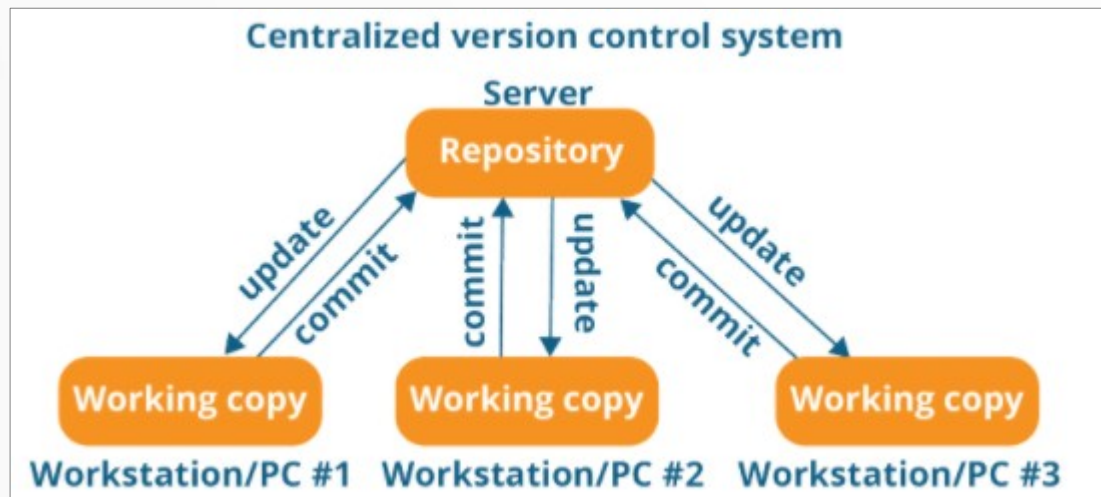 Centralized version control system
Server
Repository
update
commit
commit
update
commit
update
Working copy
Working copy
Working copy
Workstation/PC #1
Workstation/PC #2
Workstation/PC #3